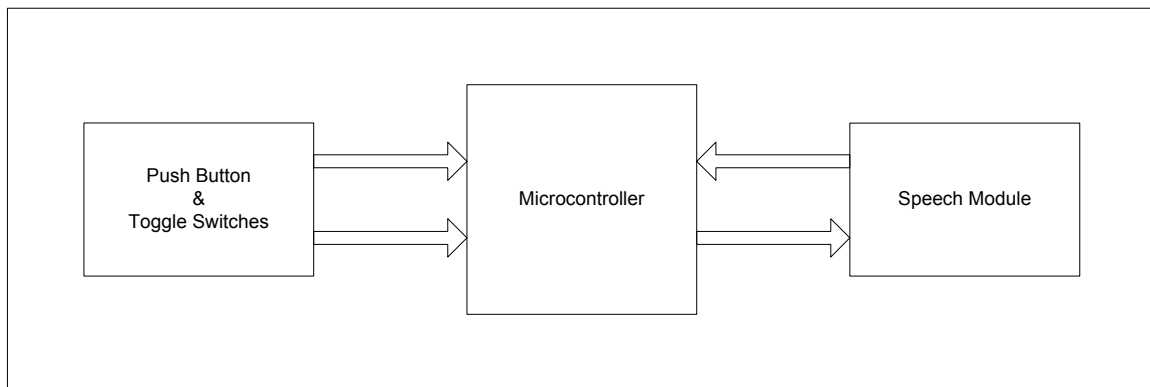 Push Button
&
Toggle Switches
Microcontroller
Speech Module